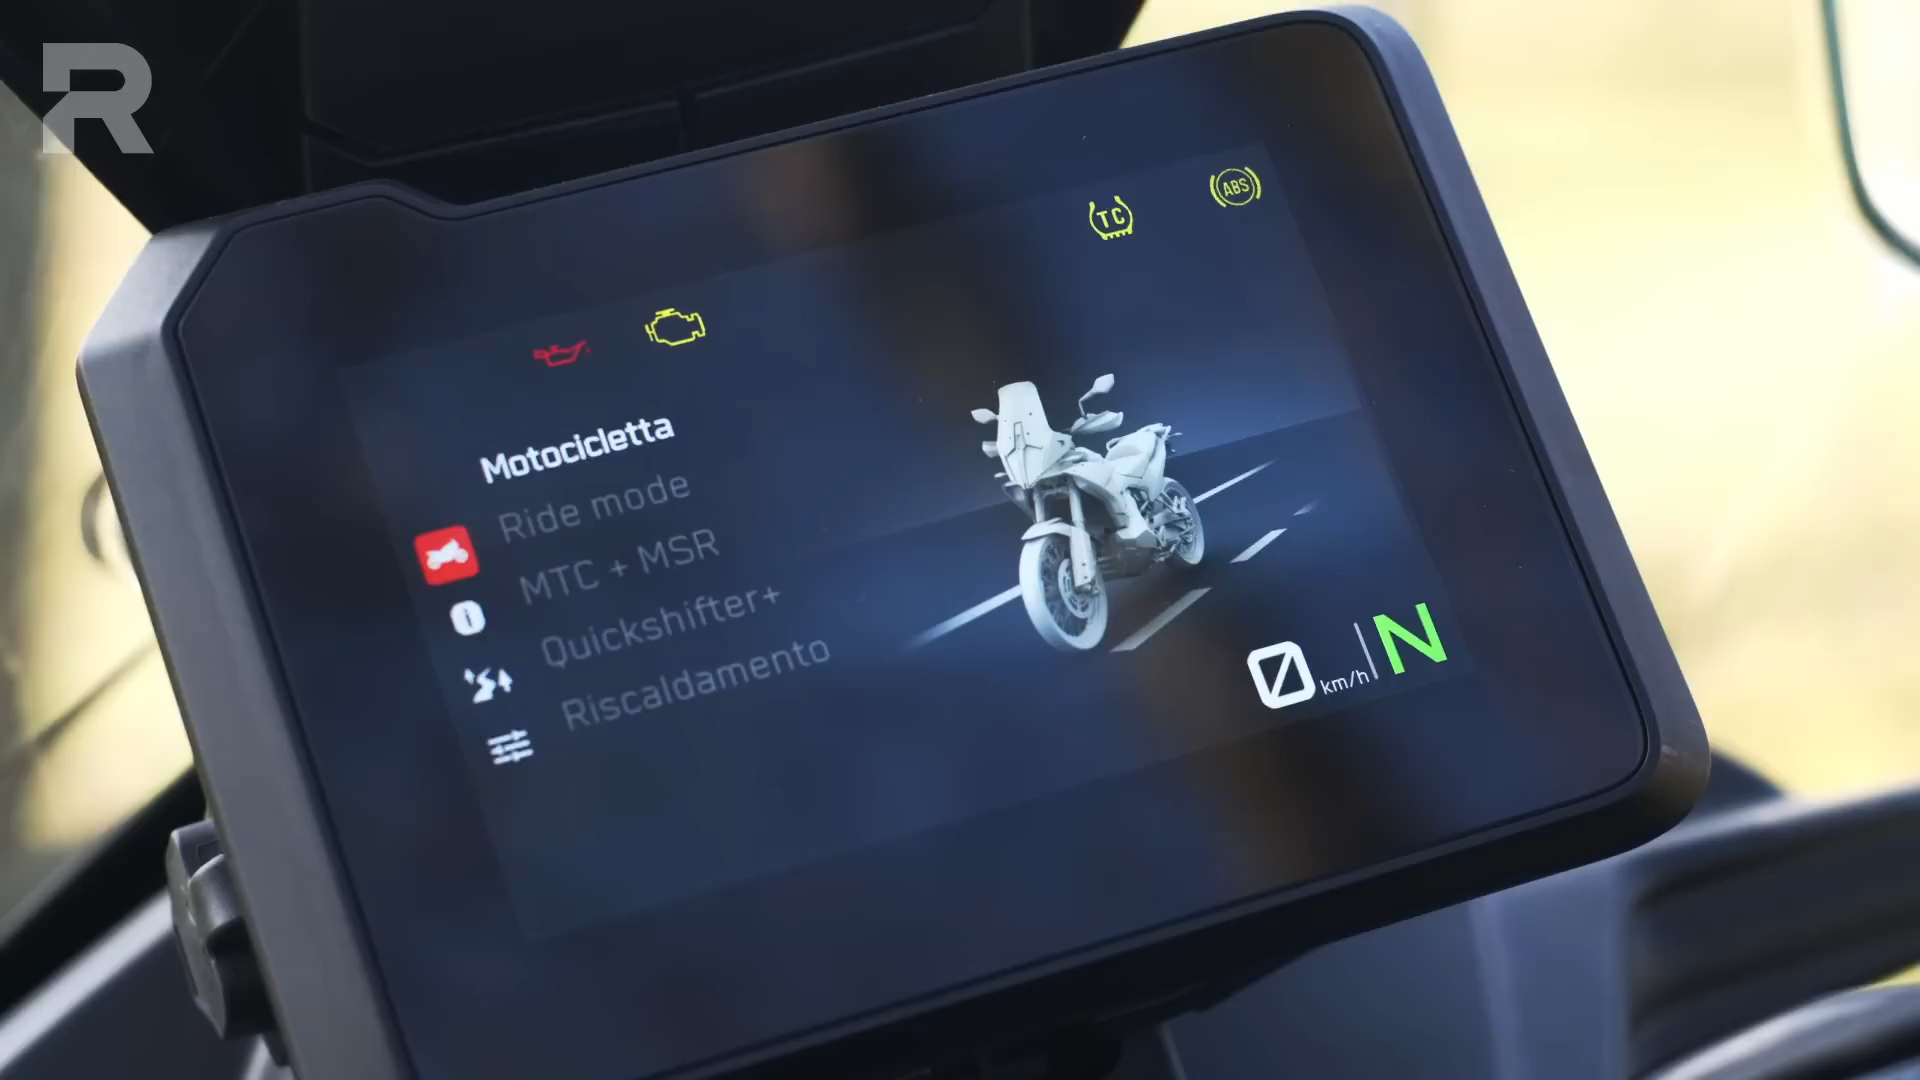 R
TC
ABS
Motocicletta
Ride mode
MTC + MSR
Quickshifter+
Riscaldamento
0 km/h N